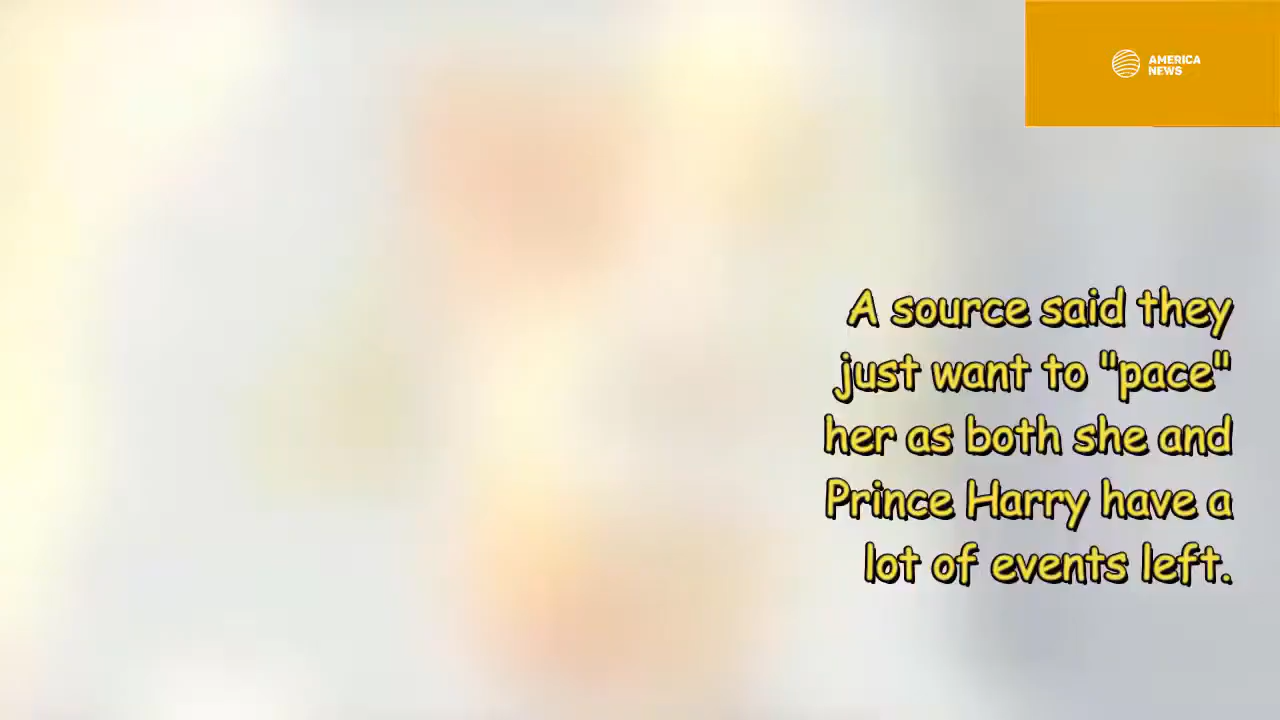 AMERICA
NEWS
A source said they
just want to "pace"
her as both she and
Prince Harry have a
lot of events left.